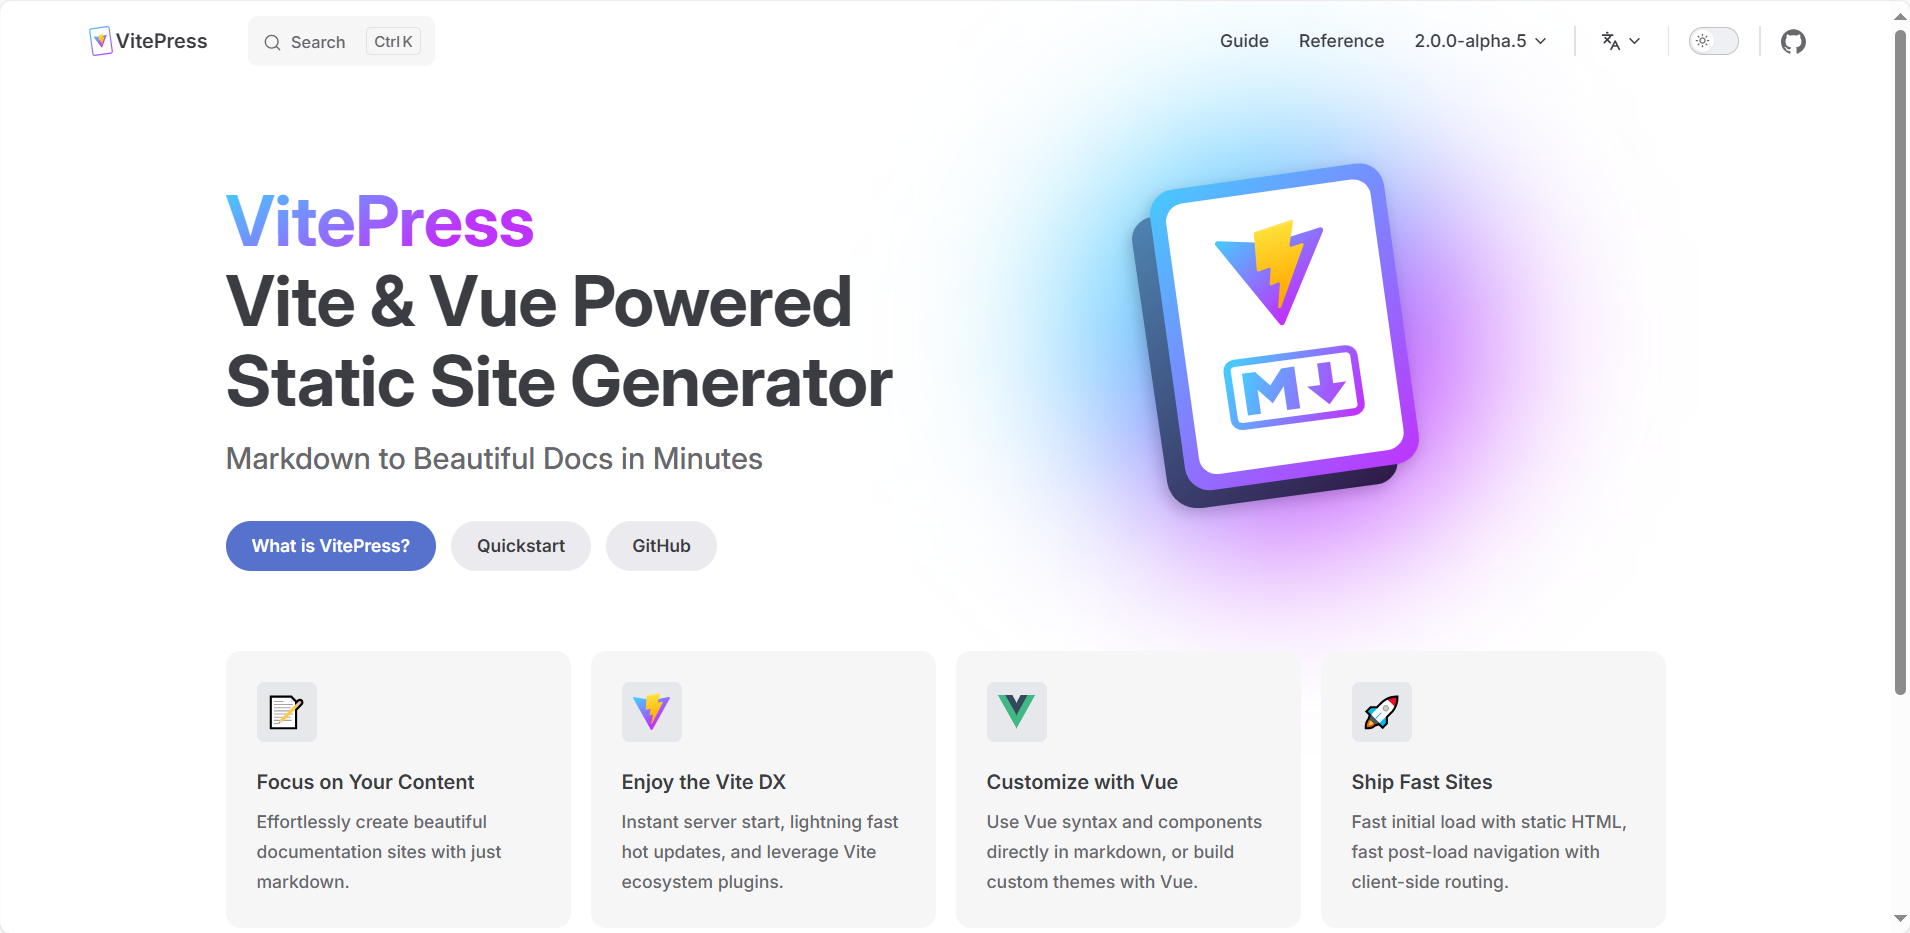 VitePress
Search
Ctrl K
Guide
Reference
2.0.0-alpha.5
VitePress
Vite & Vue Powered
Static Site Generator
Markdown to Beautiful Docs in Minutes
What is VitePress?
Quickstart
GitHub
M
Focus on Your Content
Effortlessly create beautiful
documentation sites with just
markdown.
Enjoy the Vite DX
Instant server start, lightning fast
hot updates, and leverage Vite
ecosystem plugins.
Customize with Vue
Use Vue syntax and components
directly in markdown, or build
custom themes with Vue.
Ship Fast Sites
Fast initial load with static HTML,
fast post-load navigation with
client-side routing.